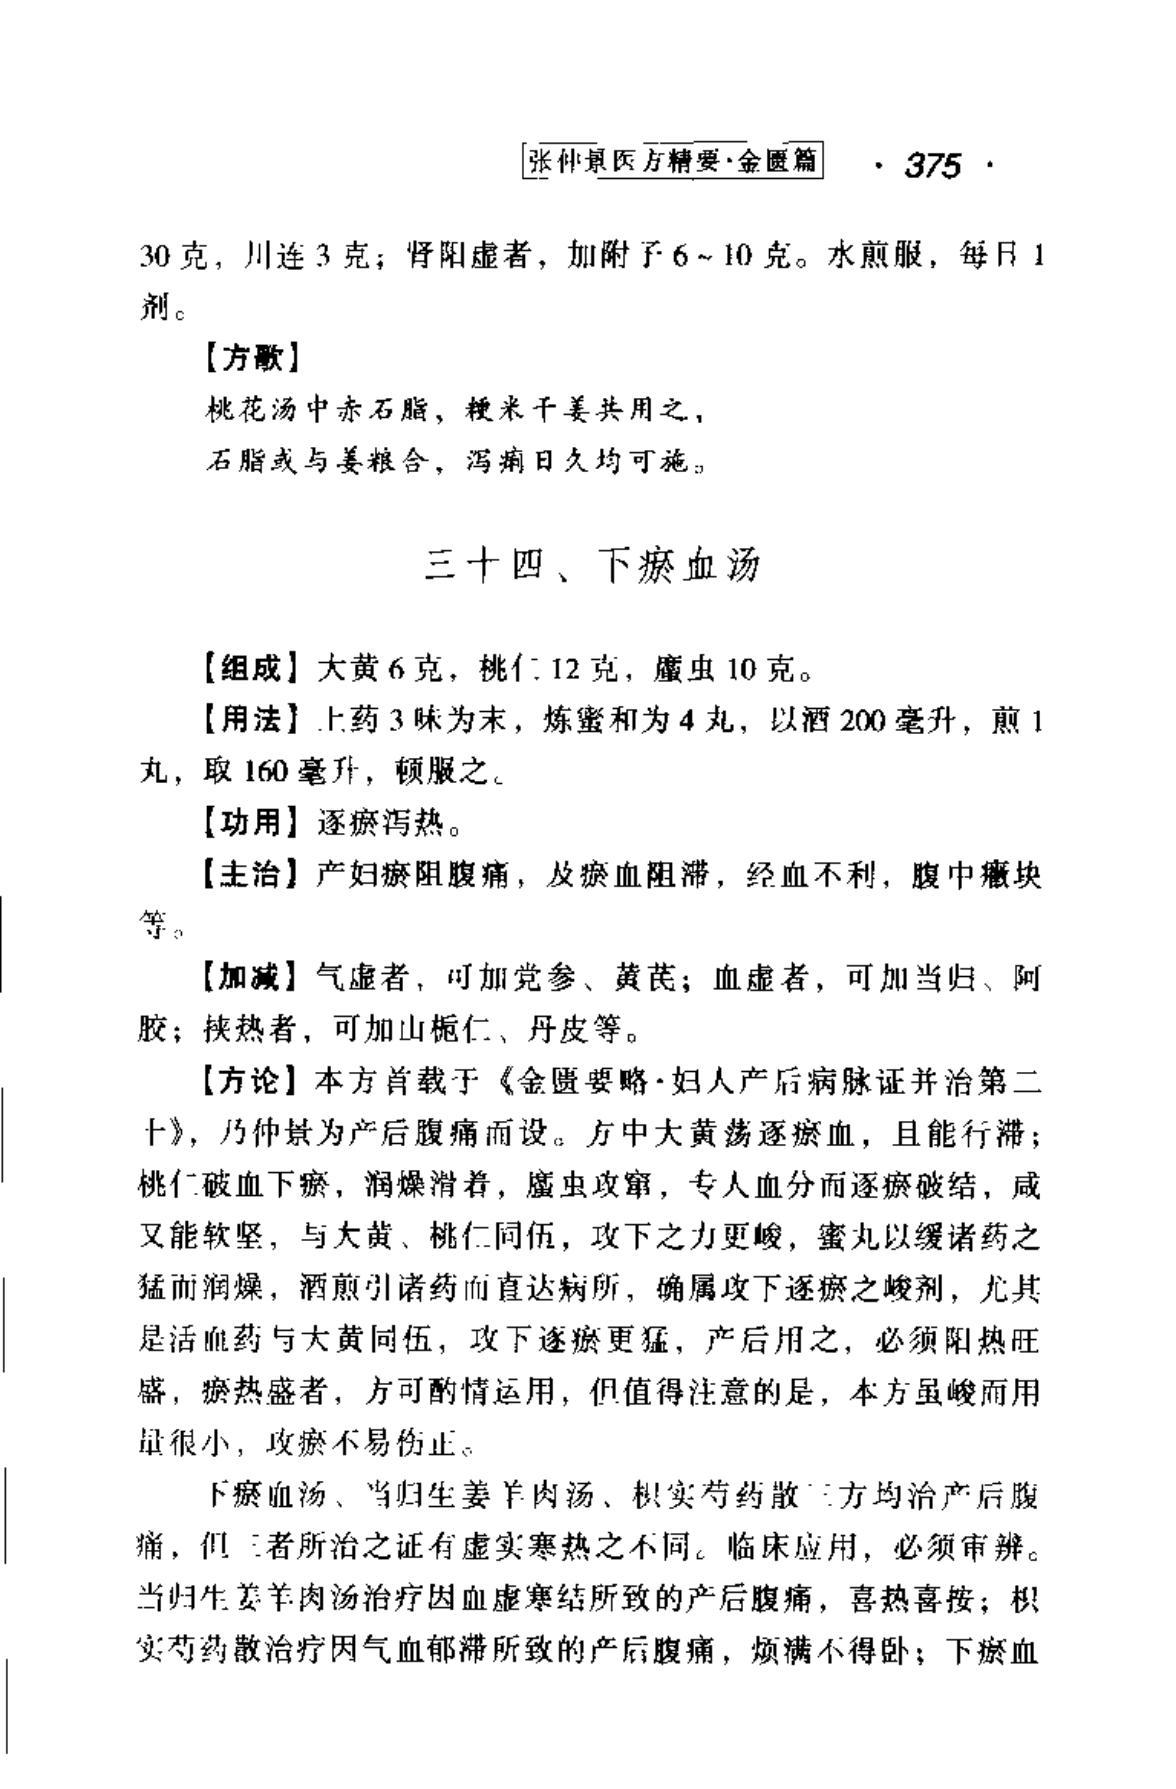 张仲景医方精要·金匮篇 · 375 ·
30 克，川连 3 克；肾阳虚者，加附子 6 ~ 10 克。水煎服，每日 1
剂。
【方歌】
桃花汤中赤石脂，粳米干姜共用之，
石脂或与姜粮合，泻痢日久均可施。
三十四、下瘀血汤
【组成】大黄 6 克，桃仁 12 克，䗪虫 10 克。
【用法】上药 3 味为末，炼蜜和为 4 丸，以酒 200 毫升，煎 1
丸，取 160 毫升，顿服之。
【功用】逐瘀泻热。
【主治】产妇瘀阻腹痛，及瘀血阻滞，经血不利，腹中癥块
等。
【加减】气虚者，可加党参、黄芪；血虚者，可加当归、阿
胶；挟热者，可加山栀仁、丹皮等。
【方论】本方首载于《金匮要略·妇人产后病脉证并治第二
十》，乃仲景为产后腹痛而设。方中大黄荡逐瘀血，且能行滞；
桃仁破血下瘀，润燥滑着，䗪虫攻窜，专人血分而逐瘀破结，咸
又能软坚，与大黄、桃仁同伍，攻下之力更峻，蜜丸以缓诸药之
猛而润燥，酒煎引诸药而直达病所，确属攻下逐瘀之峻剂，尤其
是活血药与大黄同伍，攻下逐瘀更猛，产后用之，必须阳热旺
盛，瘀热盛者，方可酌情运用，但值得注意的是，本方虽峻而用
量很小，攻瘀不易伤正。
下瘀血汤、当归生姜羊肉汤、枳实芍药散三方均治产后腹
痛，但三者所治之证有虚实寒热之不同。临床应用，必须审辨。
当归生姜羊肉汤治疗因血虚寒结所致的产后腹痛，喜热喜按；枳
实芍药散治疗因气血郁滞所致的产后腹痛，烦满不得卧；下瘀血